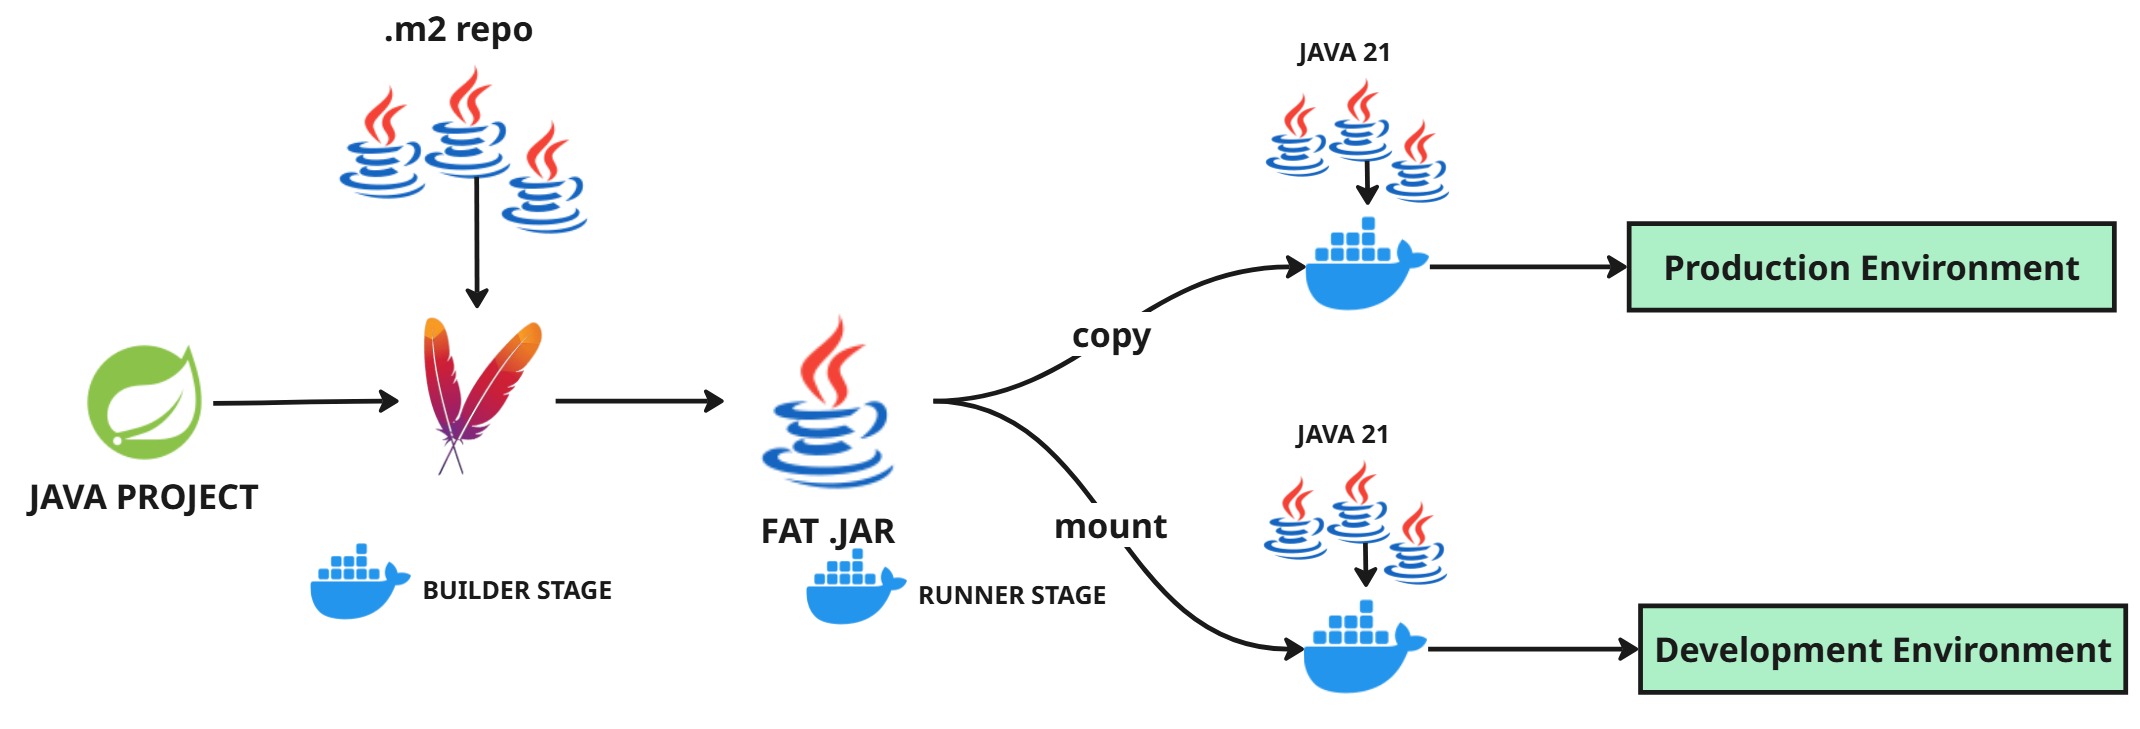 .m2 repo
JAVA 21
copy
Production Environment
JAVA PROJECT
FAT .JAR
mount
JAVA 21
BUILDER STAGE
RUNNER STAGE
Development Environment